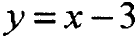 y = x − 3